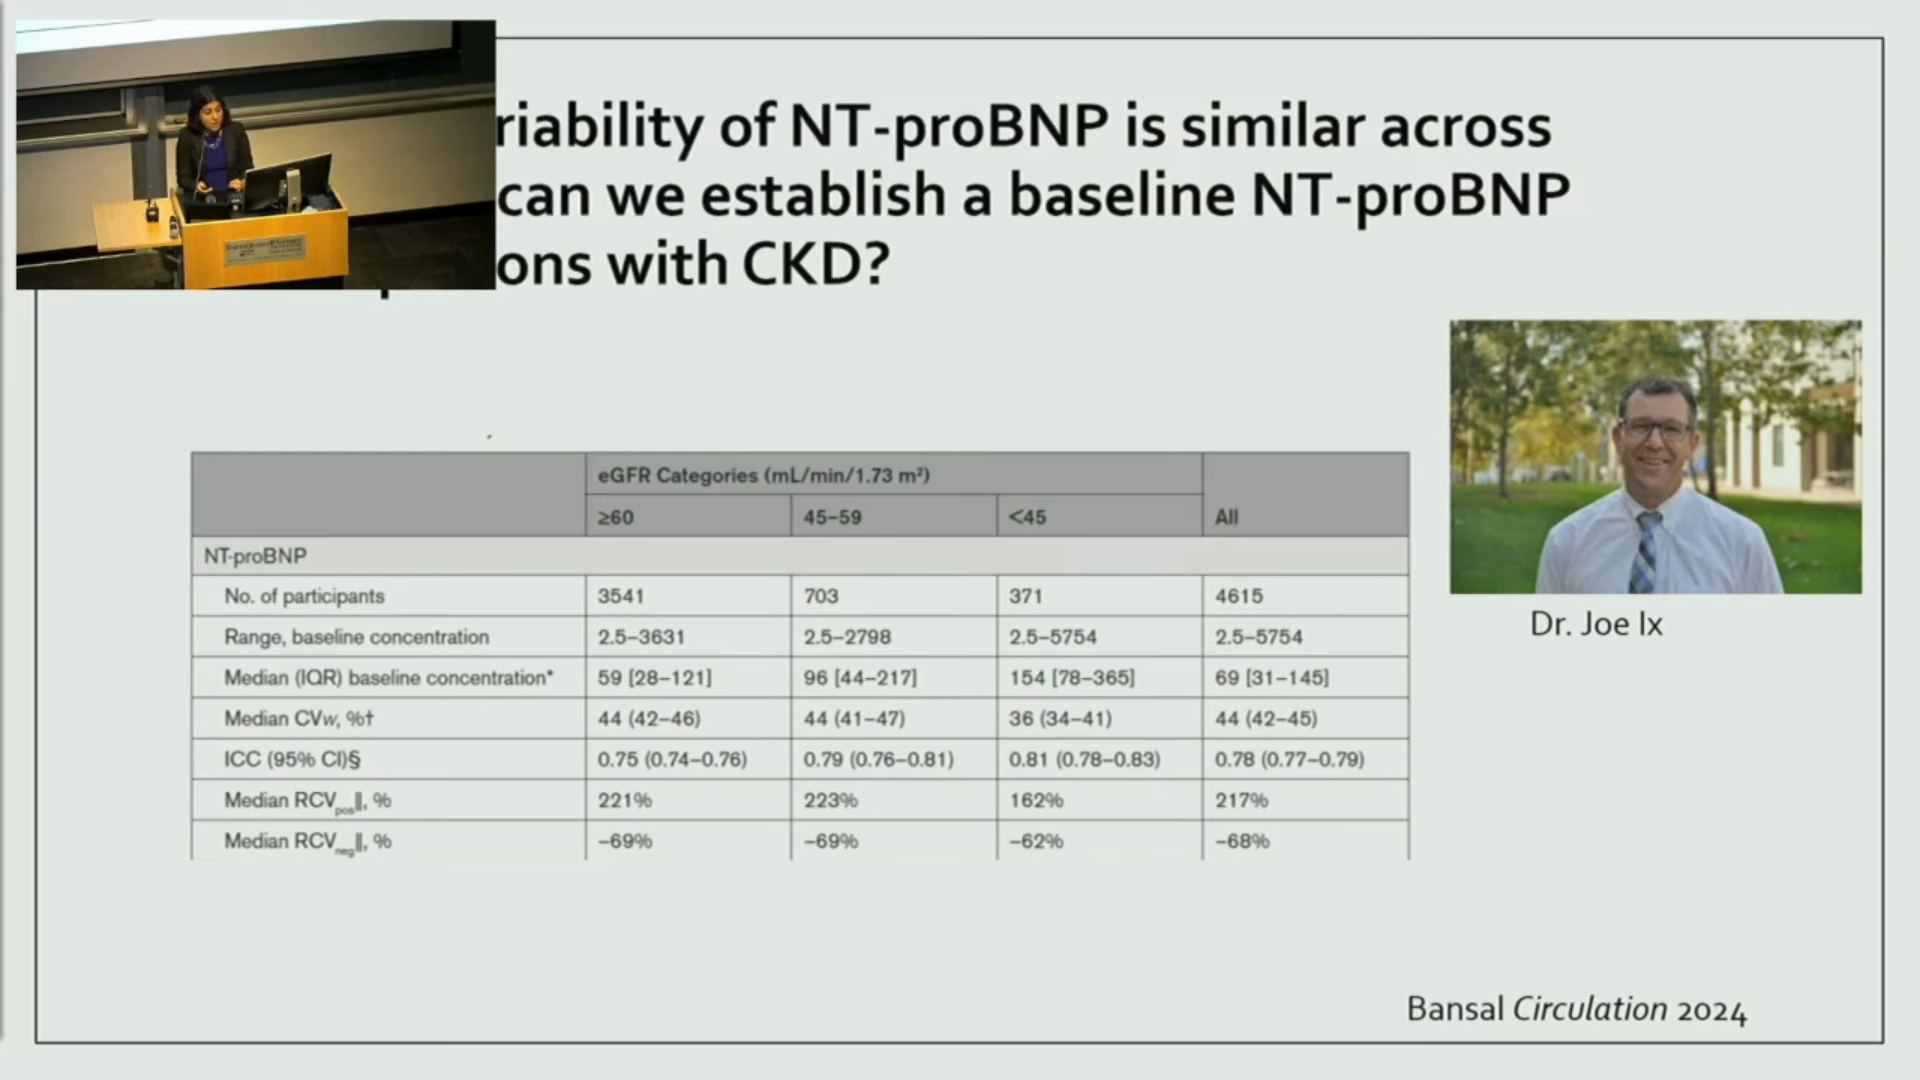 riability of NT-proBNP is similar across
can we establish a baseline NT-proBNP
ons with CKD?
eGFR Categories (mL/min/1.73 m²)
≥60 45–59 <45 All
NT-proBNP
No. of participants 3541 703 371 4615
Range, baseline concentration 2.5–3631 2.5–2798 2.5–5754 2.5–5754
Median (IQR) baseline concentration* 59 [28–121] 96 [44–217] 154 [78–365] 69 [31–145]
Median CVw, %† 44 (42–46) 44 (41–47) 36 (34–41) 44 (42–45)
ICC (95% CI)§ 0.75 (0.74–0.76) 0.79 (0.76–0.81) 0.81 (0.78–0.83) 0.78 (0.77–0.79)
Median RCVpos‖, % 221% 223% 162% 217%
Median RCVneg‖, % −69% −69% −62% −68%
Dr. Joe Ix
Bansal Circulation 2024